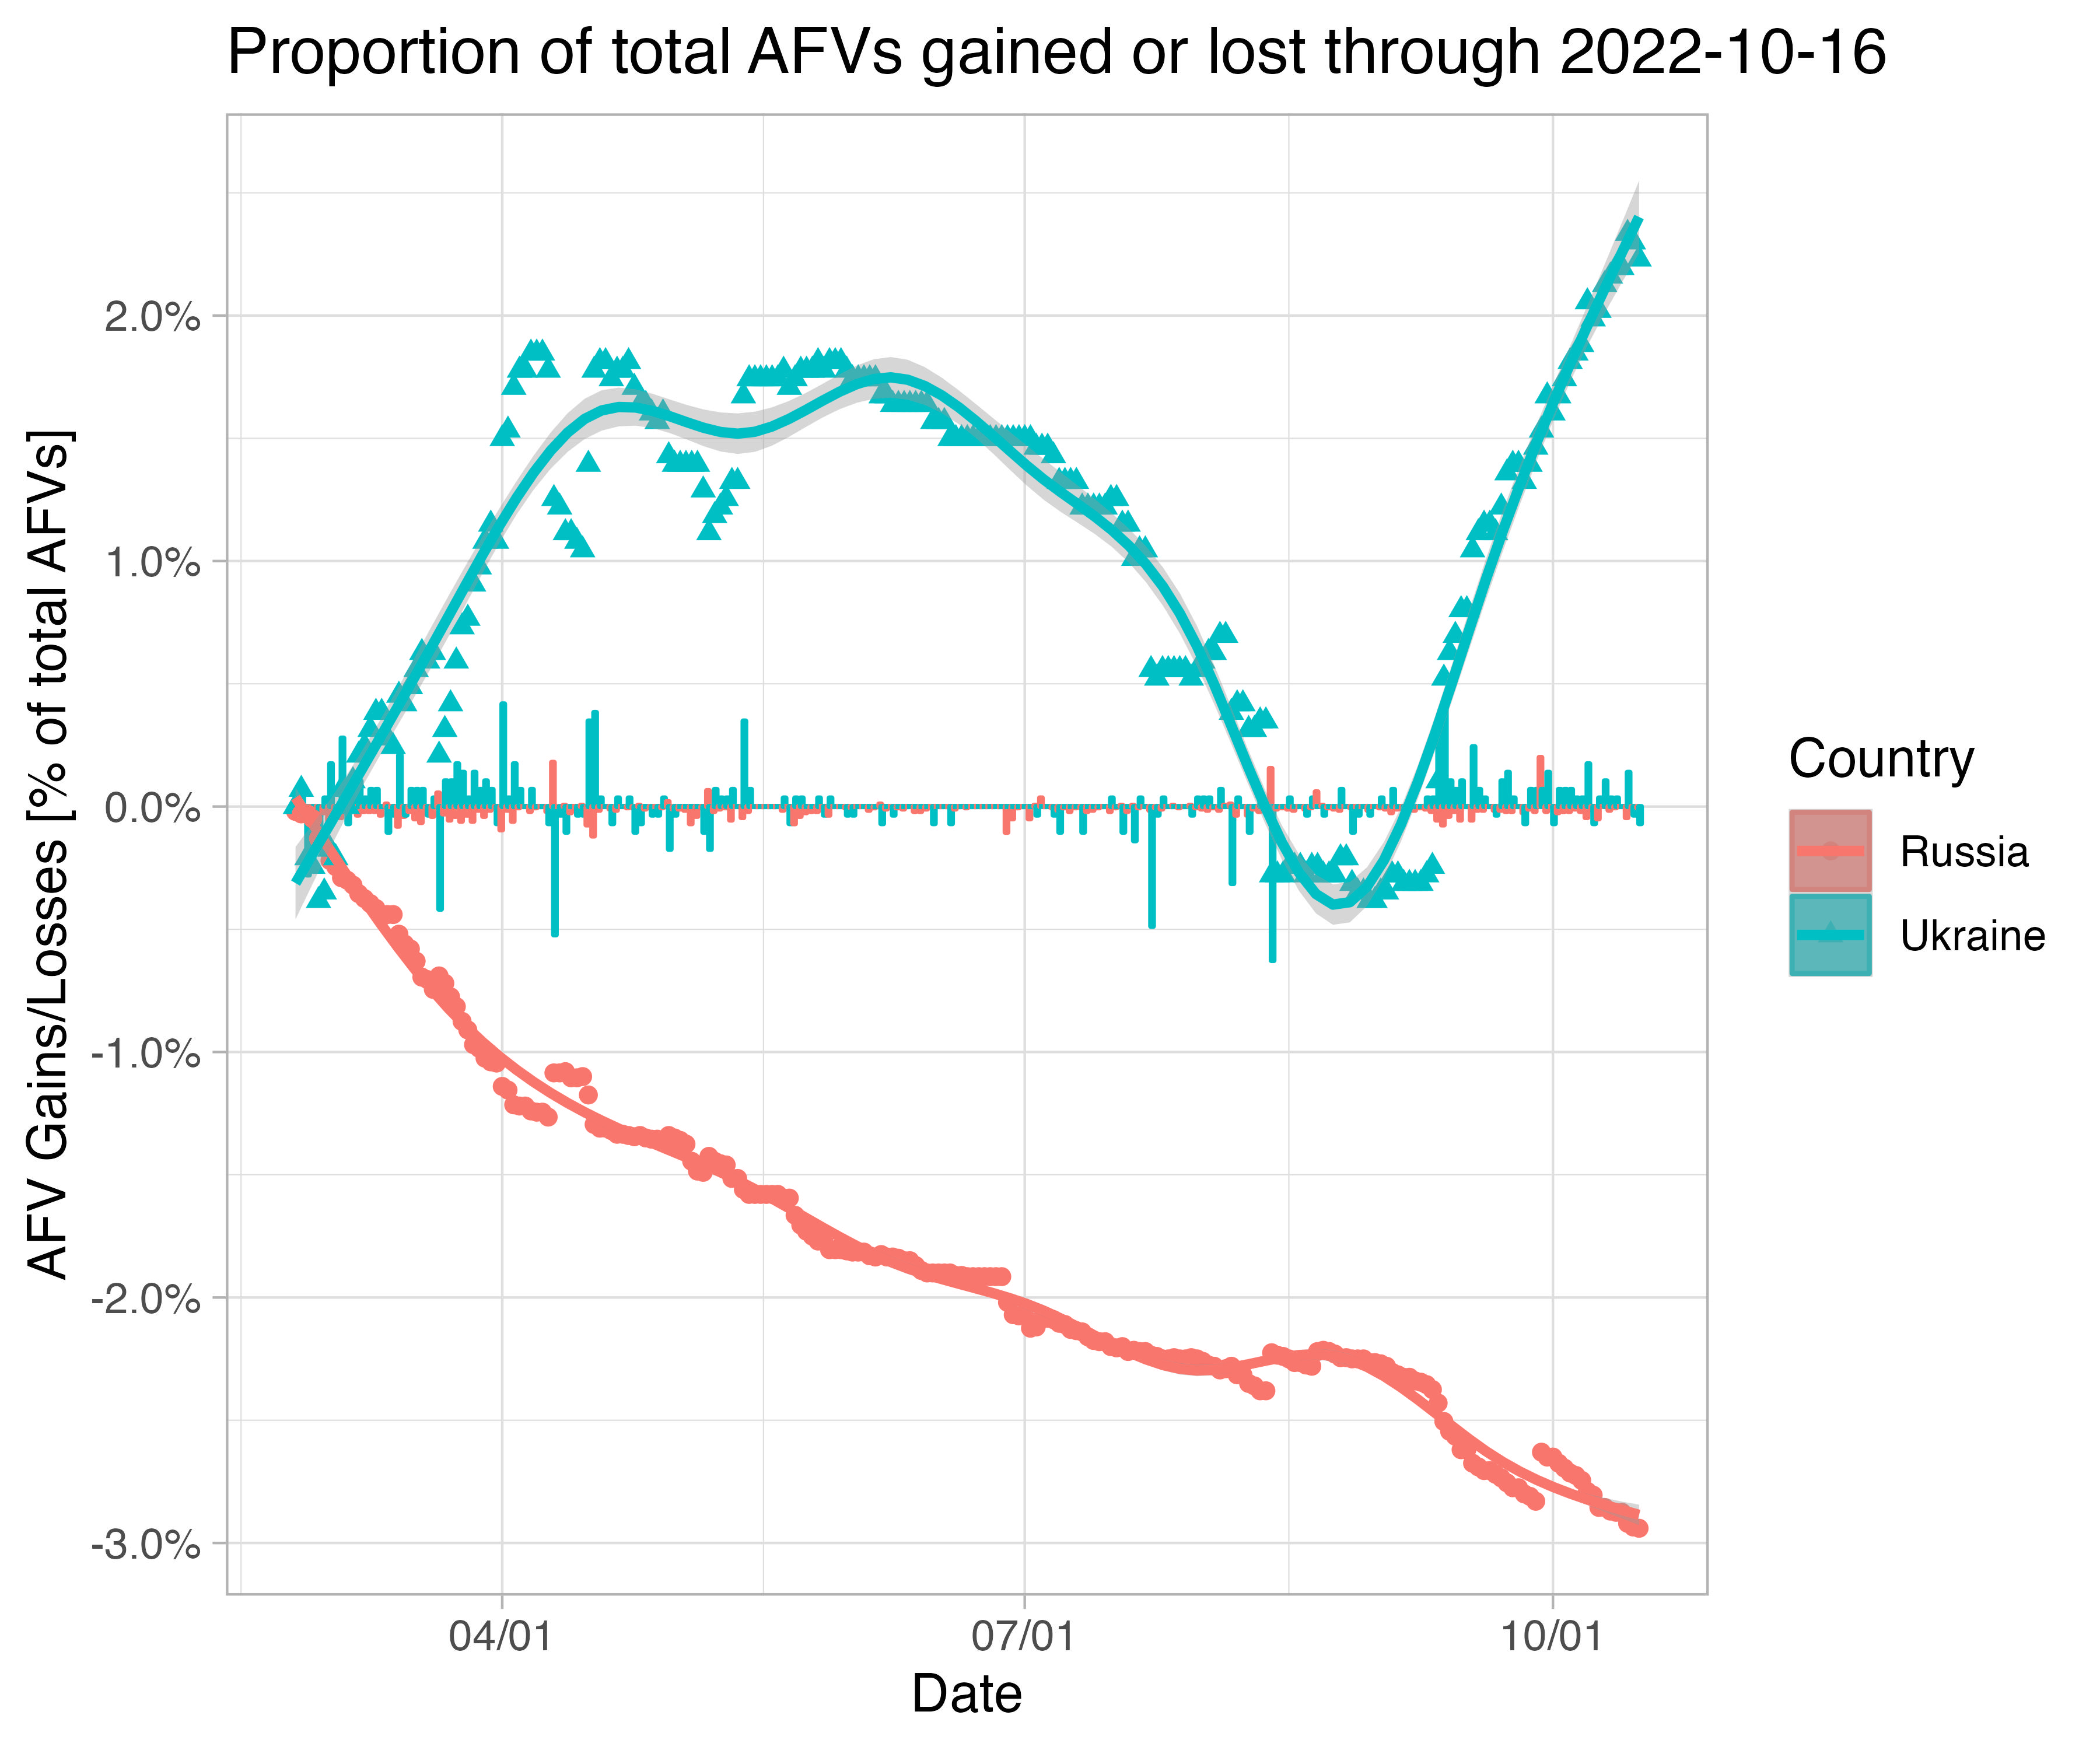 Proportion of total AFVs gained or lost through 2022-10-16
AFV Gains/Losses [% of total AFVs]
2.0%
1.0%
0.0%
-1.0%
-2.0%
-3.0%
04/01
07/01
10/01
Date
Country
Russia
Ukraine